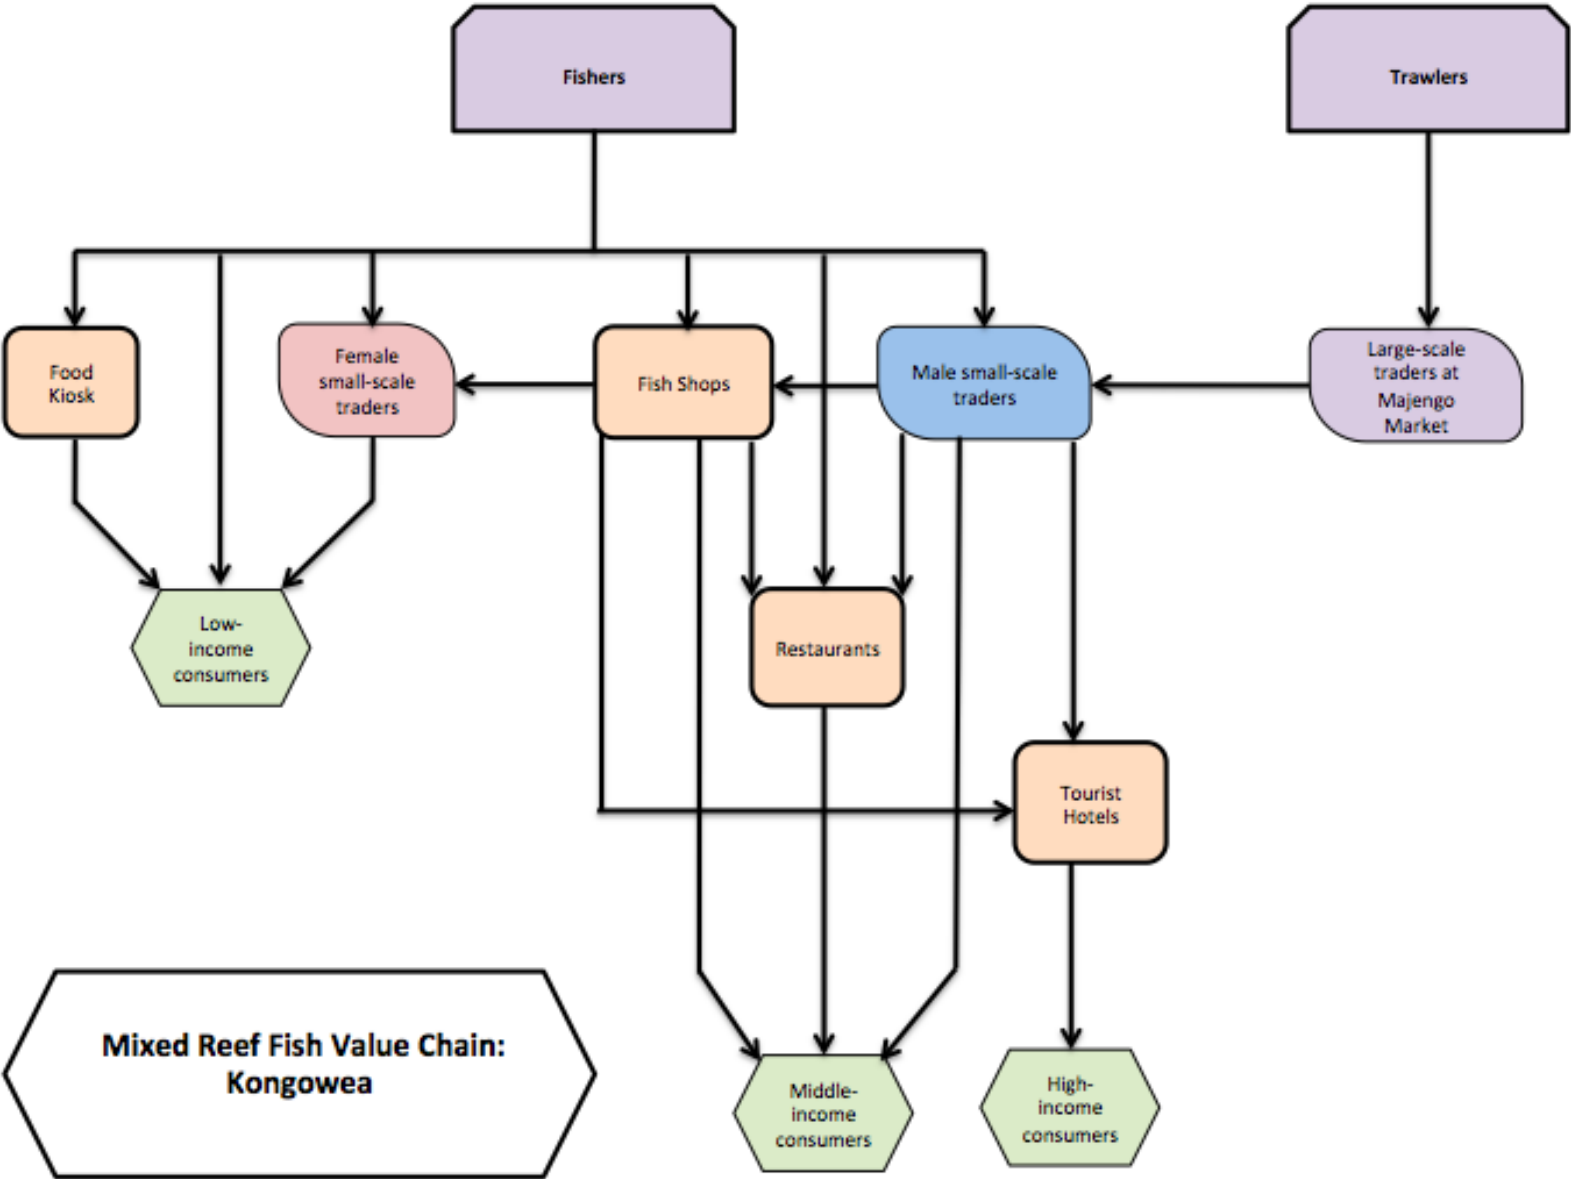 Fishers
Trawlers
Food
Kiosk
Female
small-scale
traders
Fish Shops
Male small-scale
traders
Large-scale
traders at
Majengo
Market
Low-
income
consumers
Restaurants
Tourist
Hotels
Mixed Reef Fish Value Chain:
Kongowea
Middle-
income
consumers
High-
income
consumers